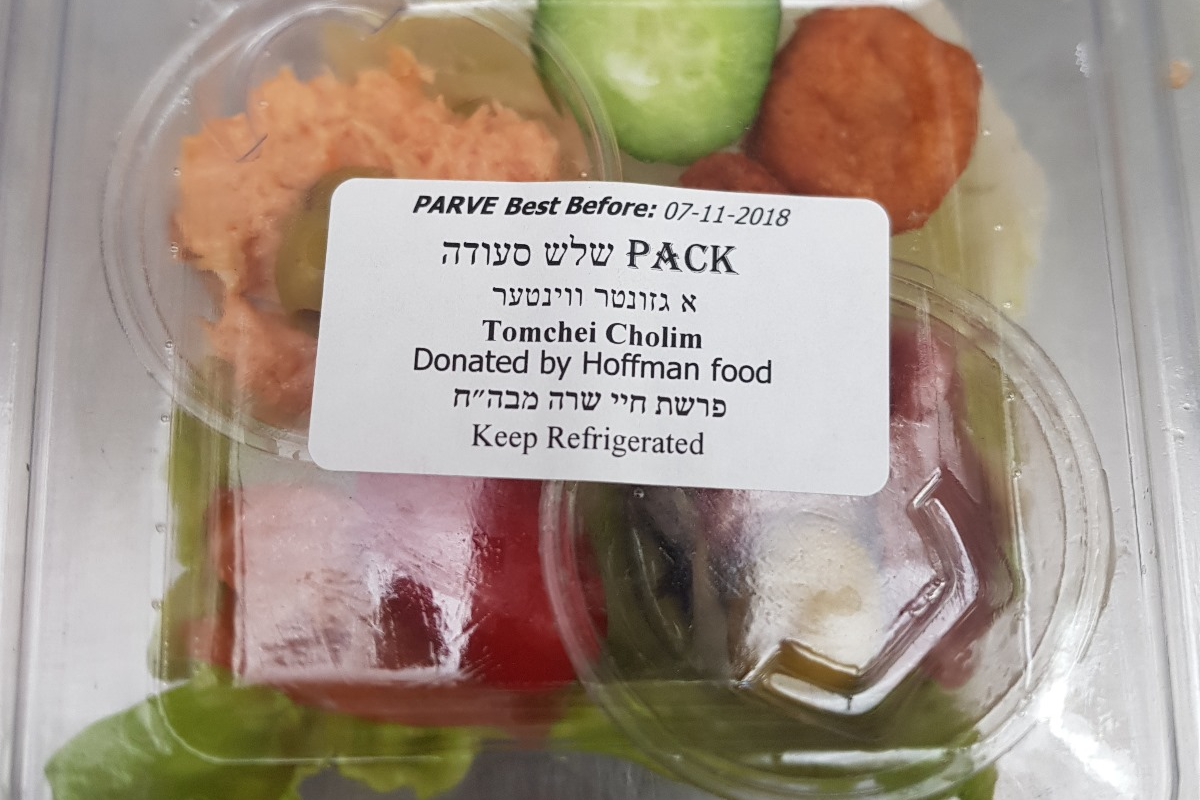 PARVE Best Before: 07-11-2018
שלש סעודה PACK
א גזונטר ווינטער
Tomchei Cholim
Donated by Hoffman food
פרשת חיי שרה מבה״ח
Keep Refrigerated